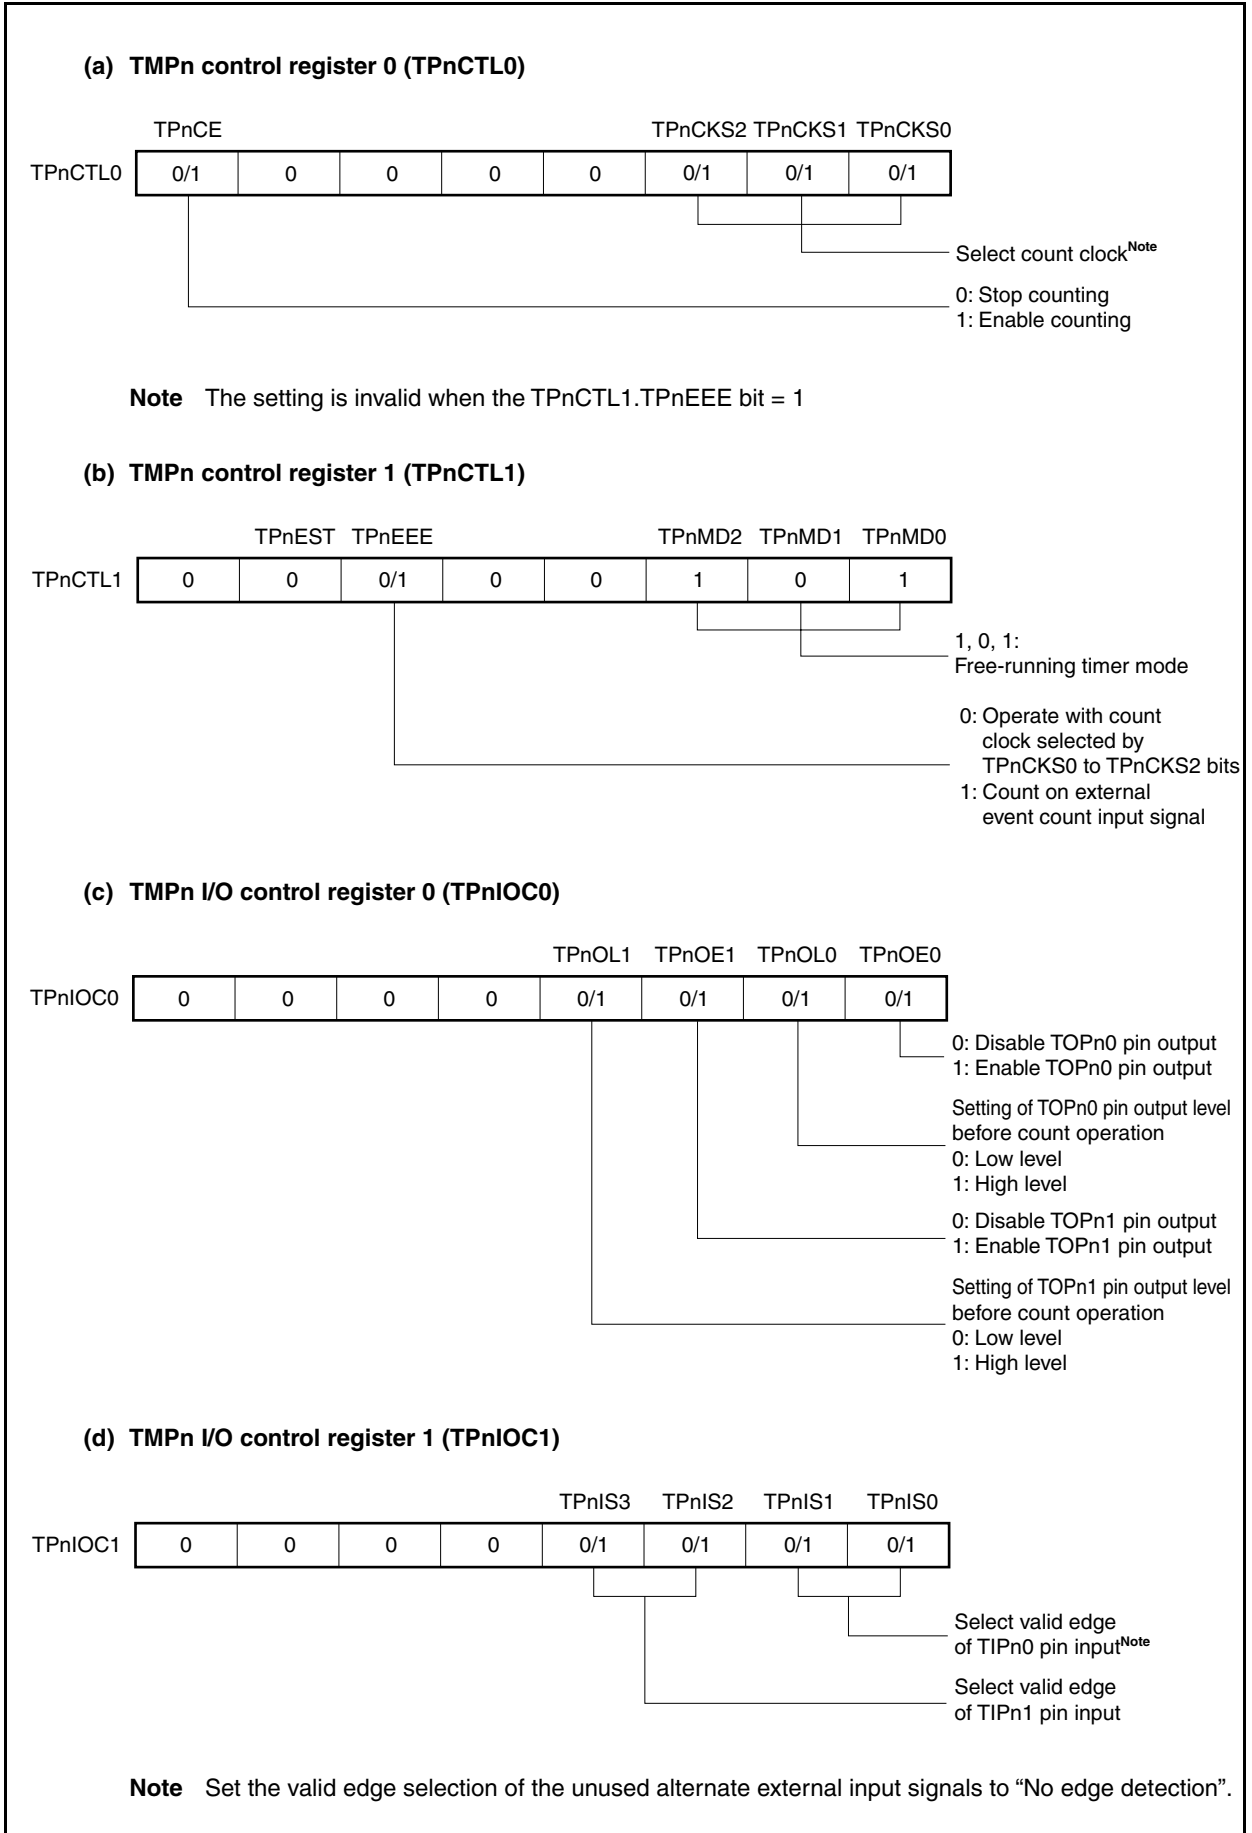 (a) TMPn control register 0 (TPnCTL0)
TPnCE TPnCKS2 TPnCKS1 TPnCKS0
TPnCTL0 0/1 0 0 0 0 0/1 0/1 0/1
Select count clockNote
0: Stop counting
1: Enable counting
Note The setting is invalid when the TPnCTL1.TPnEEE bit = 1
(b) TMPn control register 1 (TPnCTL1)
TPnEST TPnEEE TPnMD2 TPnMD1 TPnMD0
TPnCTL1 0 0 0/1 0 0 1 0 1
1, 0, 1:
Free-running timer mode
0: Operate with count
clock selected by
TPnCKS0 to TPnCKS2 bits
1: Count on external
event count input signal
(c) TMPn I/O control register 0 (TPnIOC0)
TPnOL1 TPnOE1 TPnOL0 TPnOE0
TPnIOC0 0 0 0 0 0/1 0/1 0/1 0/1
0: Disable TOPn0 pin output
1: Enable TOPn0 pin output
Setting of TOPn0 pin output level
before count operation
0: Low level
1: High level
0: Disable TOPn1 pin output
1: Enable TOPn1 pin output
Setting of TOPn1 pin output level
before count operation
0: Low level
1: High level
(d) TMPn I/O control register 1 (TPnIOC1)
TPnIS3 TPnIS2 TPnIS1 TPnIS0
TPnIOC1 0 0 0 0 0/1 0/1 0/1 0/1
Select valid edge
of TIPn0 pin inputNote
Select valid edge
of TIPn1 pin input
Note Set the valid edge selection of the unused alternate external input signals to “No edge detection”.